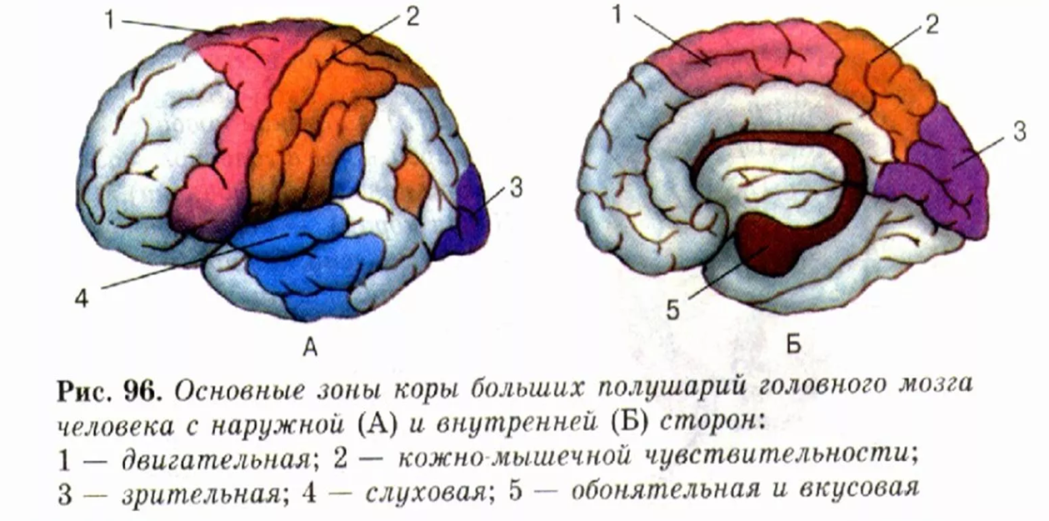 1
2
3
4
А
1
2
3
5
Б
Рис. 96. Основные зоны коры больших полушарий головного мозга
человека с наружной (А) и внутренней (Б) сторон:
1 — двигательная; 2 — кожно-мышечной чувствительности;
3 — зрительная; 4 — слуховая; 5 — обонятельная и вкусовая